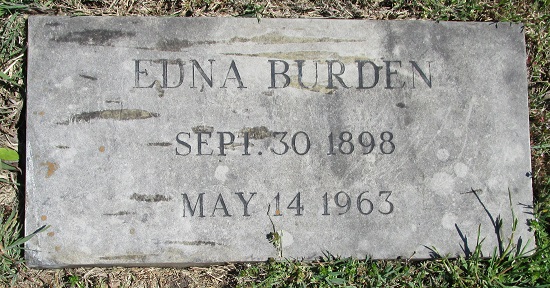 EDNA BURDEN
SEPT. 30 1898
MAY 14 1963